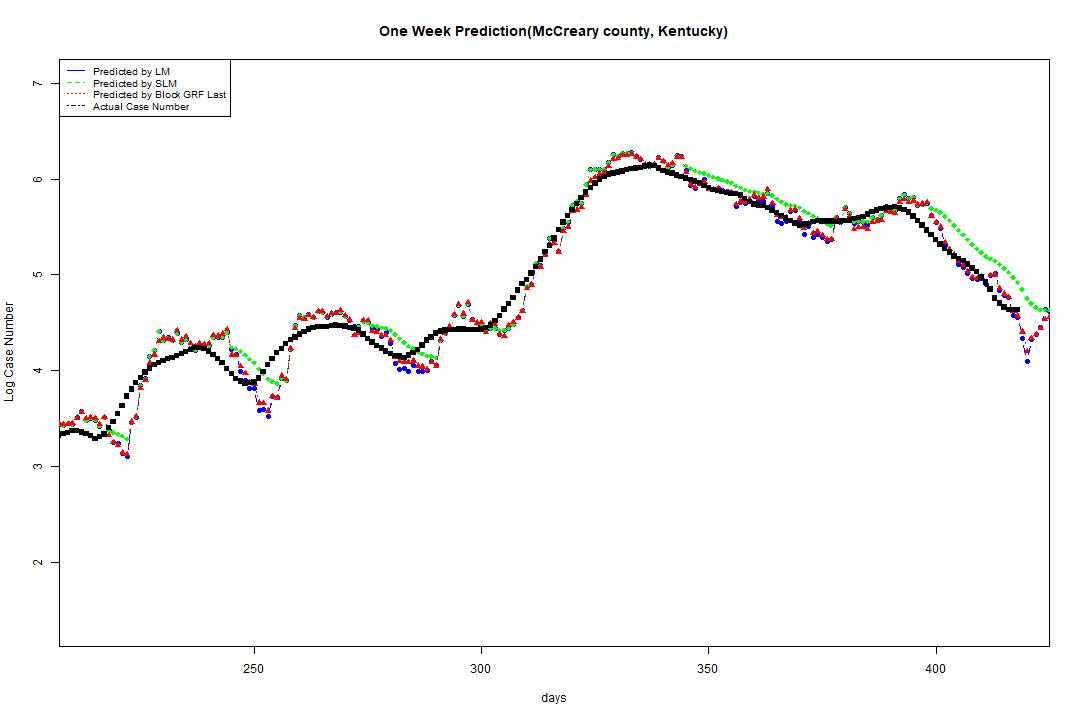 One Week Prediction(McCreary county, Kentucky)
Predicted by LM
Predicted by SLM
Predicted by Block GRF Last
Actual Case Number
7
6
5
4
3
2
Log Case Number
250 300 350 400
days